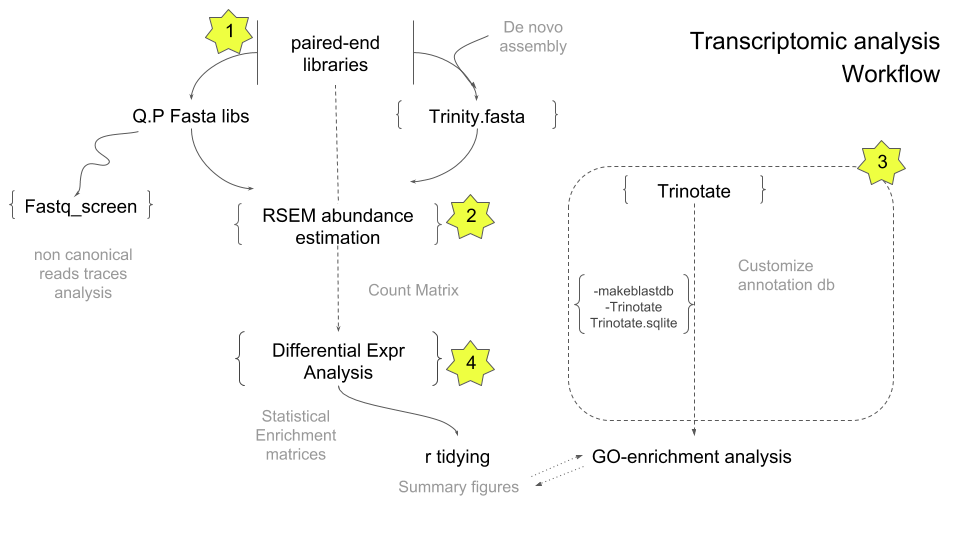 Transcriptomic analysis
Workflow
1
paired-end
libraries
De novo
assembly
Q.P Fasta libs
Trinity.fasta
Fastq_screen
non canonical
reads traces
analysis
RSEM abundance
estimation
2
Count Matrix
Differential Expr
Analysis
4
Statistical
Enrichment
matrices
r tidying
Summary figures
3
Trinotate
Customize
annotation db
-makeblastdb
-Trinotate
Trinotate.sqlite
GO-enrichment analysis